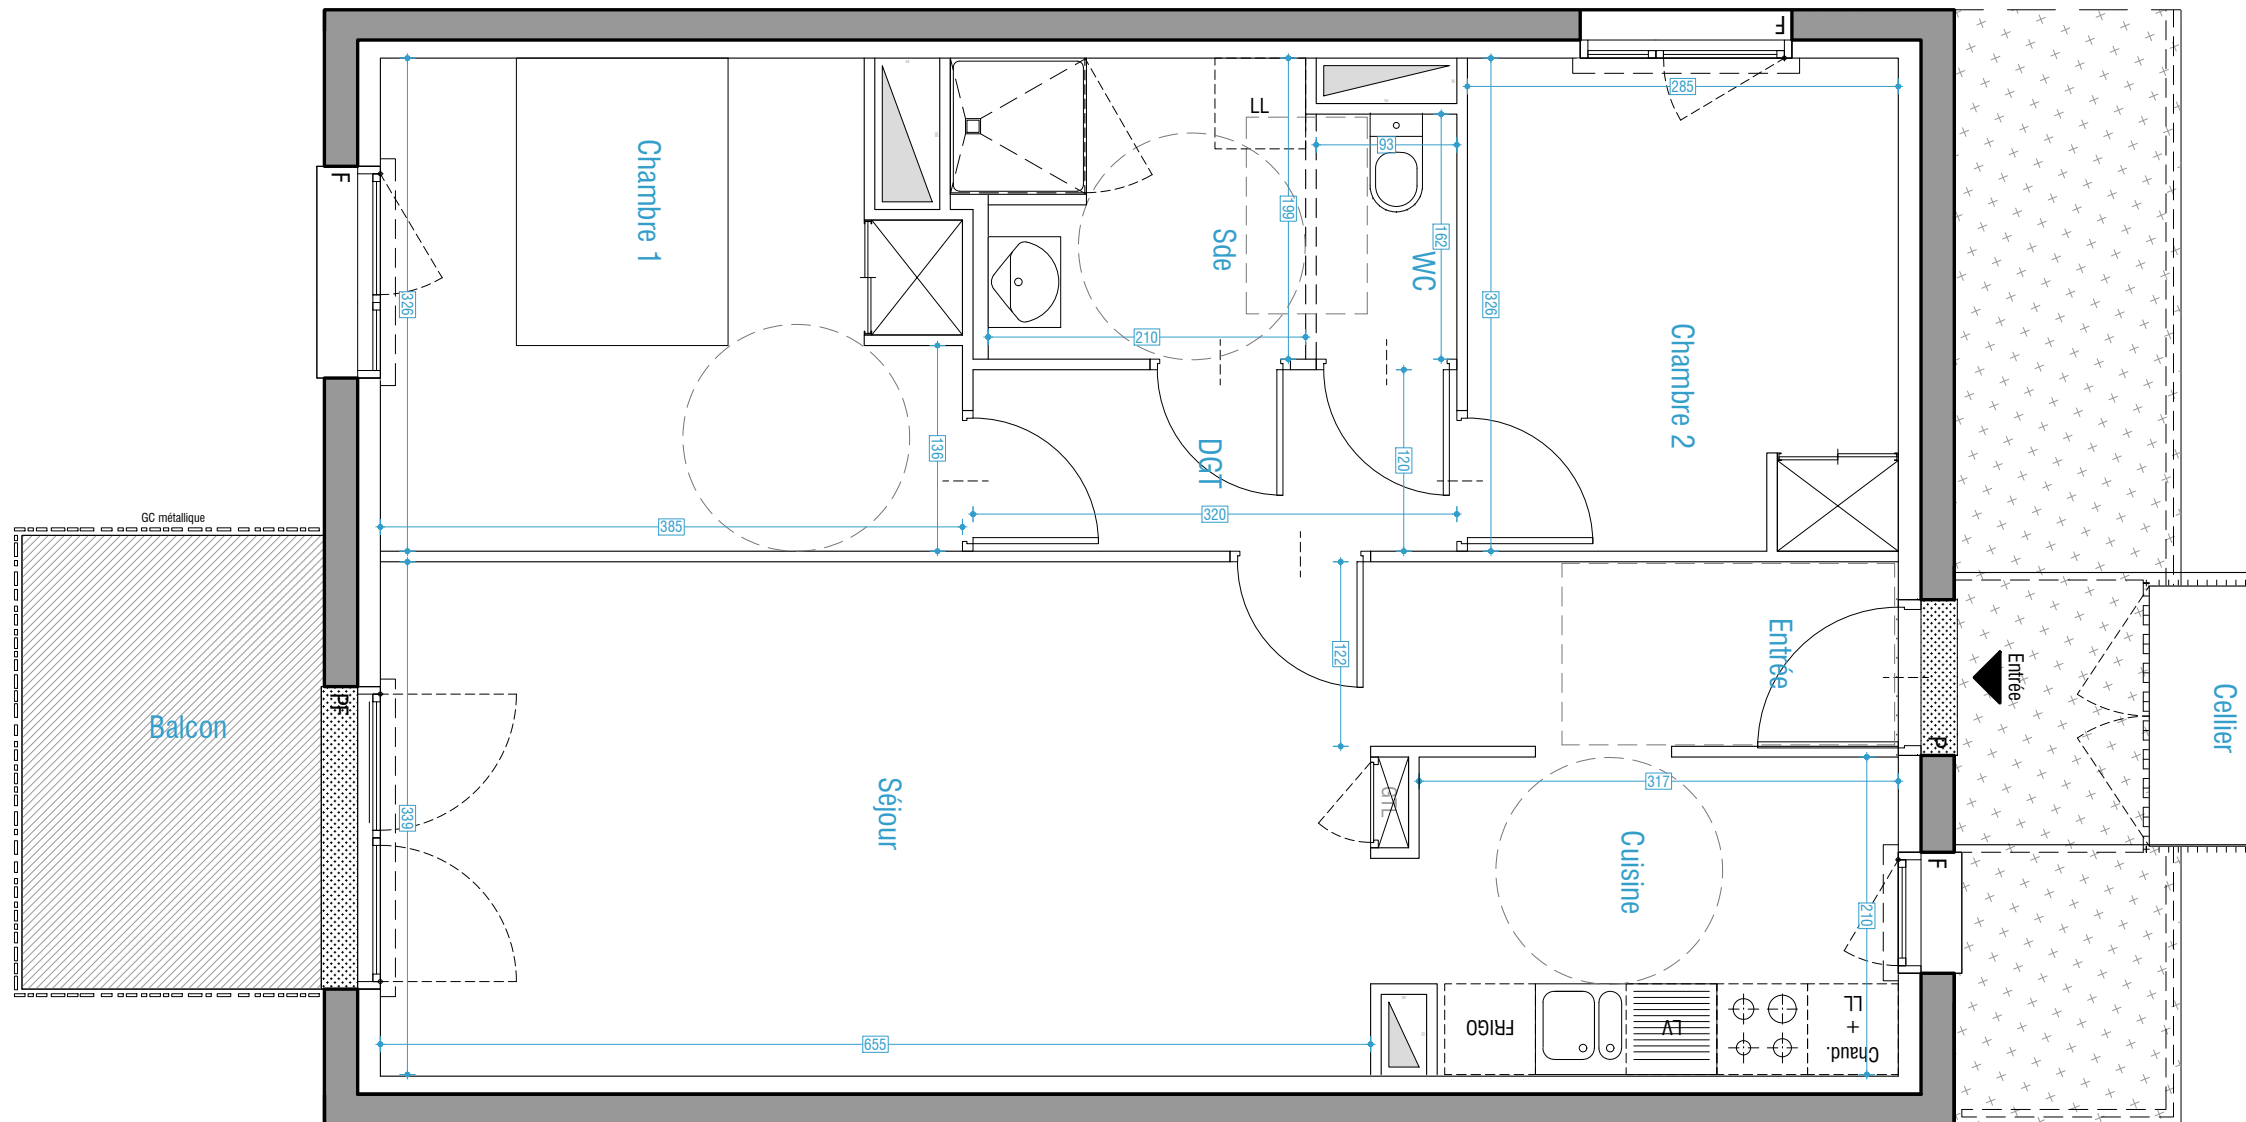 F
285
LL
93
Chambre 1
F
199
Sde
162
WC
326
326
Chambre 2
210
136
DGT
120
385
320
GC métallique
Balcon
PF
Séjour
339
122
Entrée
P
Entrée
Cellier
GTL
317
Cuisine
F
210
655
FRIGO
LV
LL
+
Chaud.